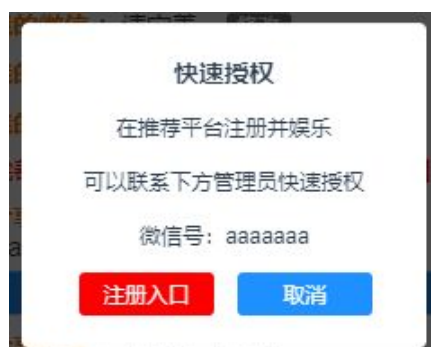 快速授权
在推荐平台注册并娱乐
可以联系下方管理员快速授权
微信号：aaaaaaa
注册入口
取消